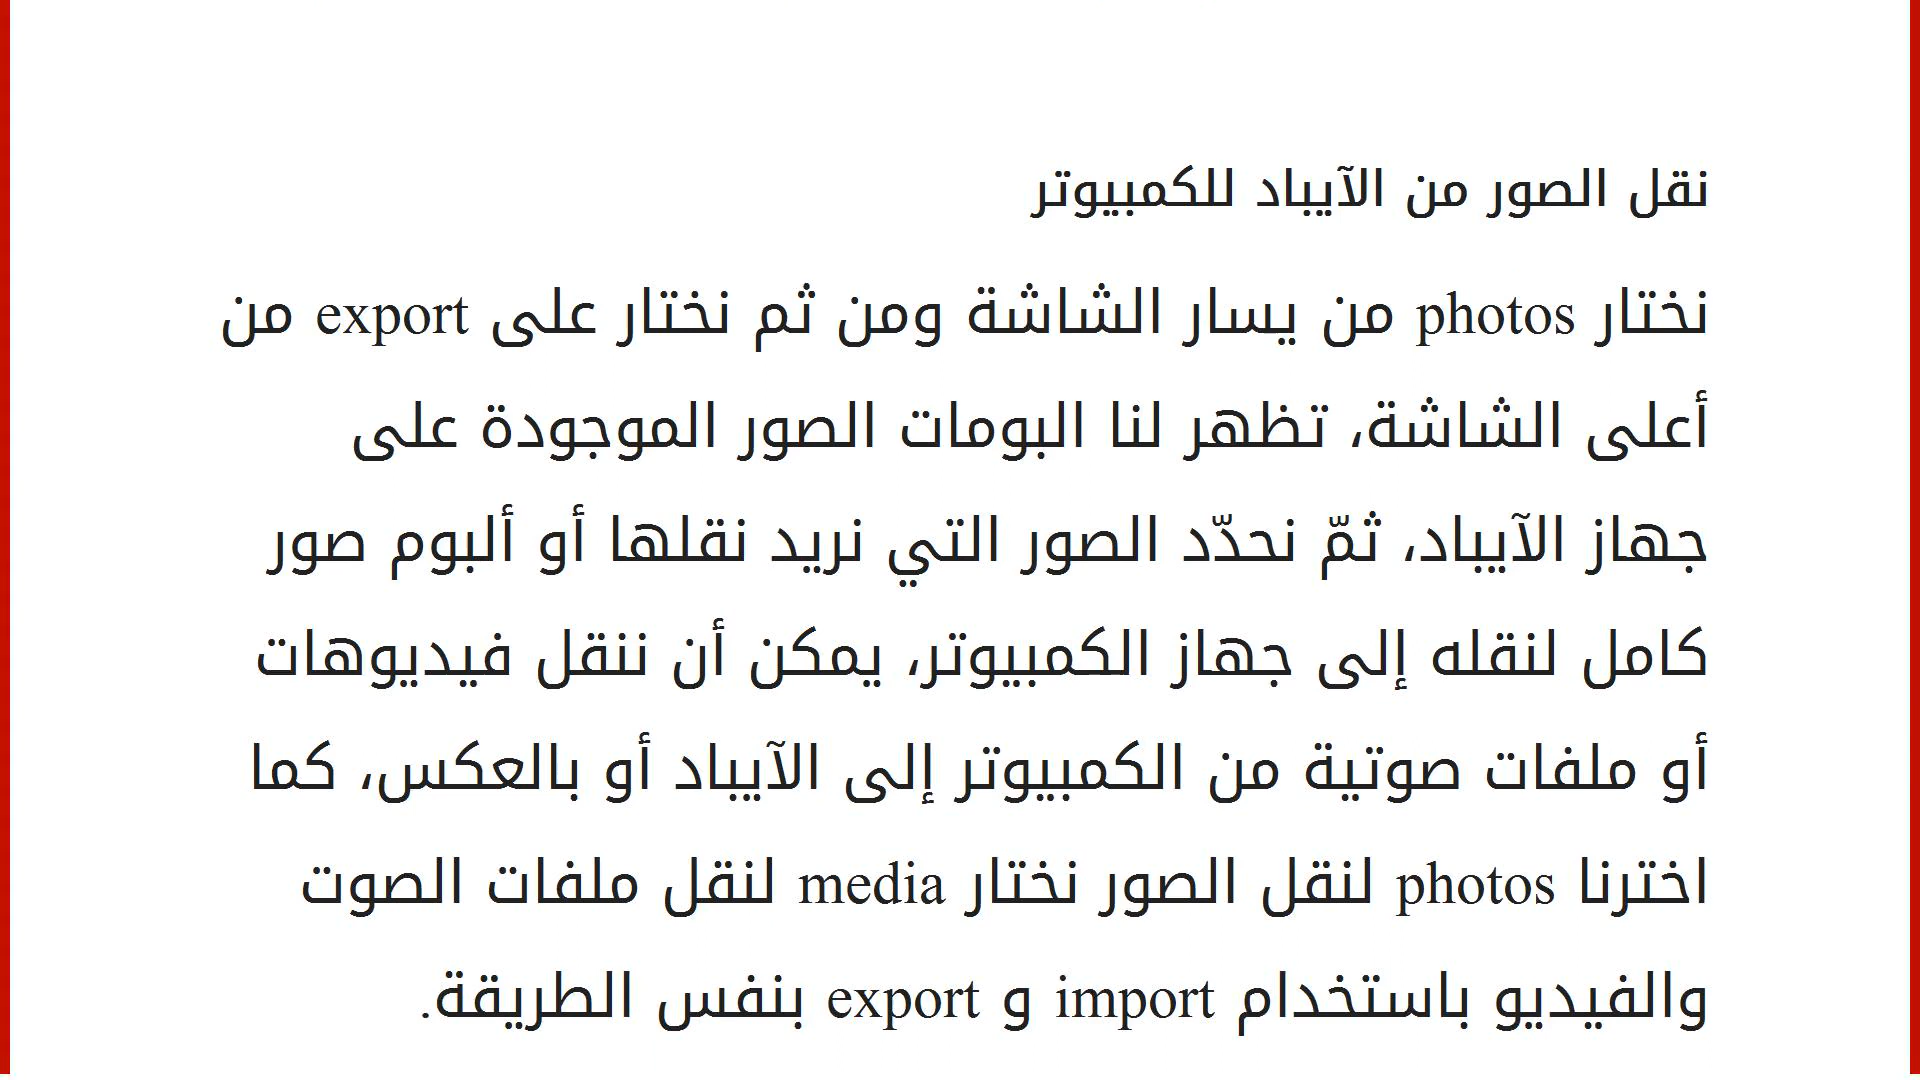 نقل الصور من الآيباد للكمبيوتر
نختار photos من يسار الشاشة ومن ثم نختار على export من
أعلى الشاشة، تظهر لنا البومات الصور الموجودة على
جهاز الآيباد، ثمّ نحدّد الصور التي نريد نقلها أو ألبوم صور
كامل لنقله إلى جهاز الكمبيوتر، يمكن أن ننقل فيديوهات
أو ملفات صوتية من الكمبيوتر إلى الآيباد أو بالعكس، كما
اخترنا photos لنقل الصور نختار media لنقل ملفات الصوت
والفيديو باستخدام import و export بنفس الطريقة.